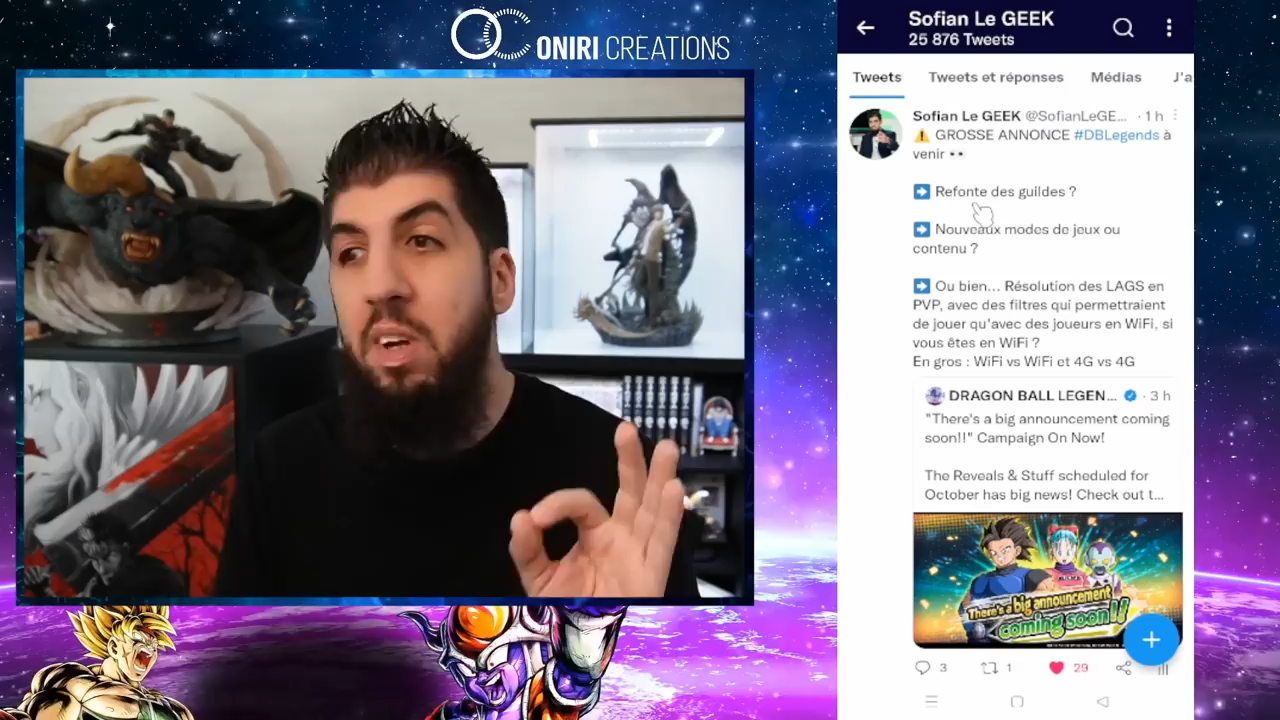 ONIRI CREATIONS
Sofian Le GEEK
25 876 Tweets
Tweets
Tweets et réponses
Médias
J'a
Sofian Le GEEK @SofianLeGE... · 1 h
⚠️ GROSSE ANNONCE #DBLegends à
venir 👀
➡️ Refonte des guildes ?
➡️ Nouveaux modes de jeux ou
contenu ?
➡️ Ou bien... Résolution des LAGS en
PVP, avec des filtres qui permettraient
de jouer qu'avec des joueurs en WiFi, si
vous êtes en WiFi ?
En gros : WiFi vs WiFi et 4G vs 4G
DRAGON BALL LEGEN... · 3 h
"There's a big announcement coming
soon!!" Campaign On Now!
The Reveals & Stuff scheduled for
October has big news! Check out t...
There's a big announcement
coming soon!!
3
1
29